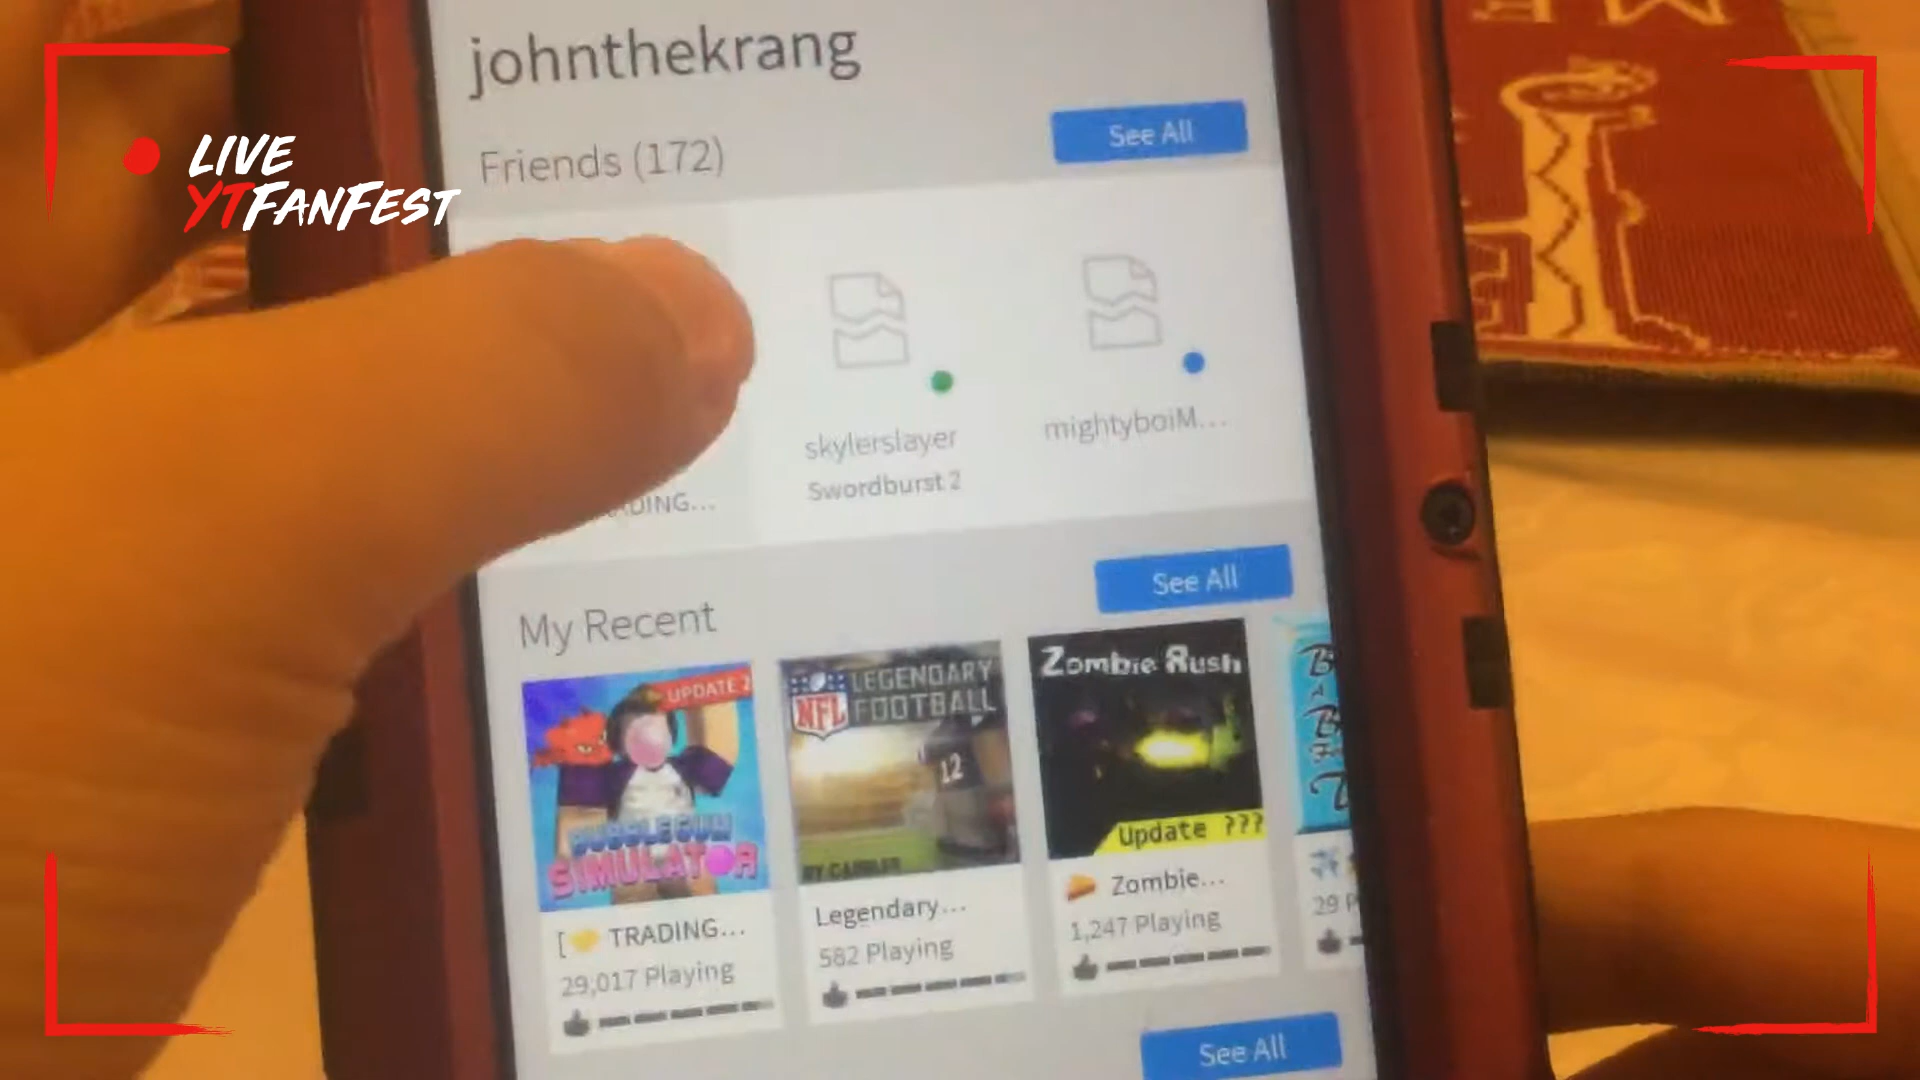 johnthekrang
LIVE
YTFANFEST
Friends (172)
See All
skylerslayer
Swordburst 2
mightyboiM...
DING...
My Recent
See All
UPDATE 2
BUBBLE GUM
SIMULATOR
[ TRADING...
29,017 Playing
NFL
LEGENDARY
FOOTBALL
12
Legendary...
582 Playing
Zombie Rush
Update ???
Zombie...
1,247 Playing
29 P
See All